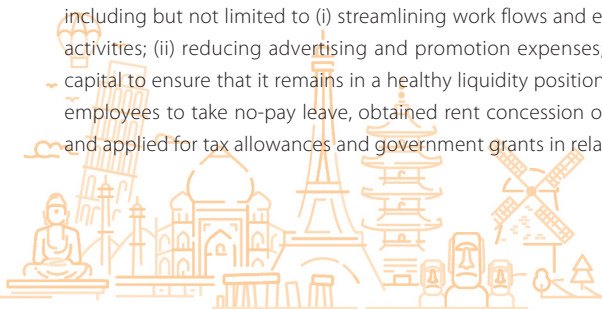 including but not limited to (i) streamlining work flows and e
activities; (ii) reducing advertising and promotion expenses,
capital to ensure that it remains in a healthy liquidity position
employees to take no-pay leave, obtained rent concession o
and applied for tax allowances and government grants in rela